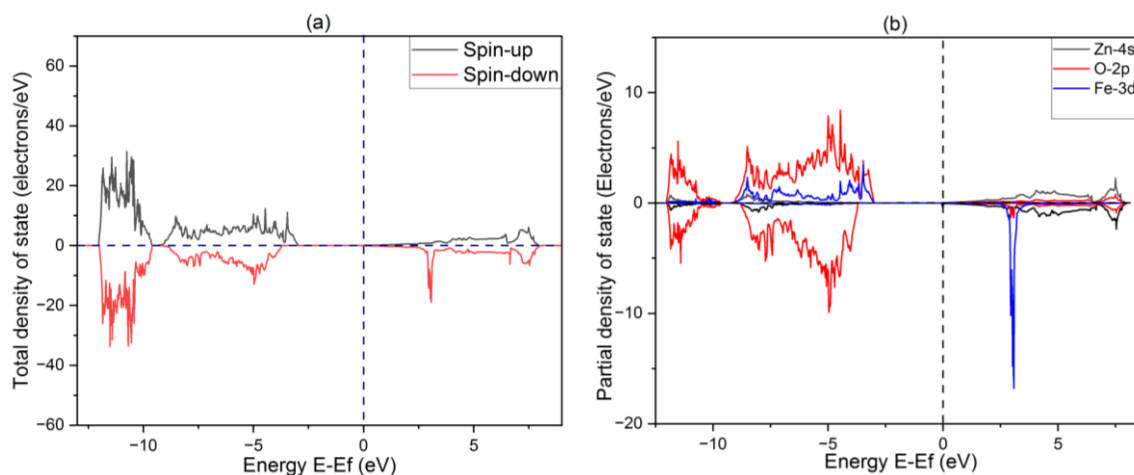 (a)
Total density of state (electrons/eV)
60
40
20
0
−20
−40
−60
Spin-up
Spin-down
−10
−5
0
5
Energy E-Ef (eV)
(b)
Partial density of state (Electrons/eV)
10
0
−10
−20
Zn-4s
O-2p
Fe-3d
−10
−5
0
5
Energy E-Ef (eV)